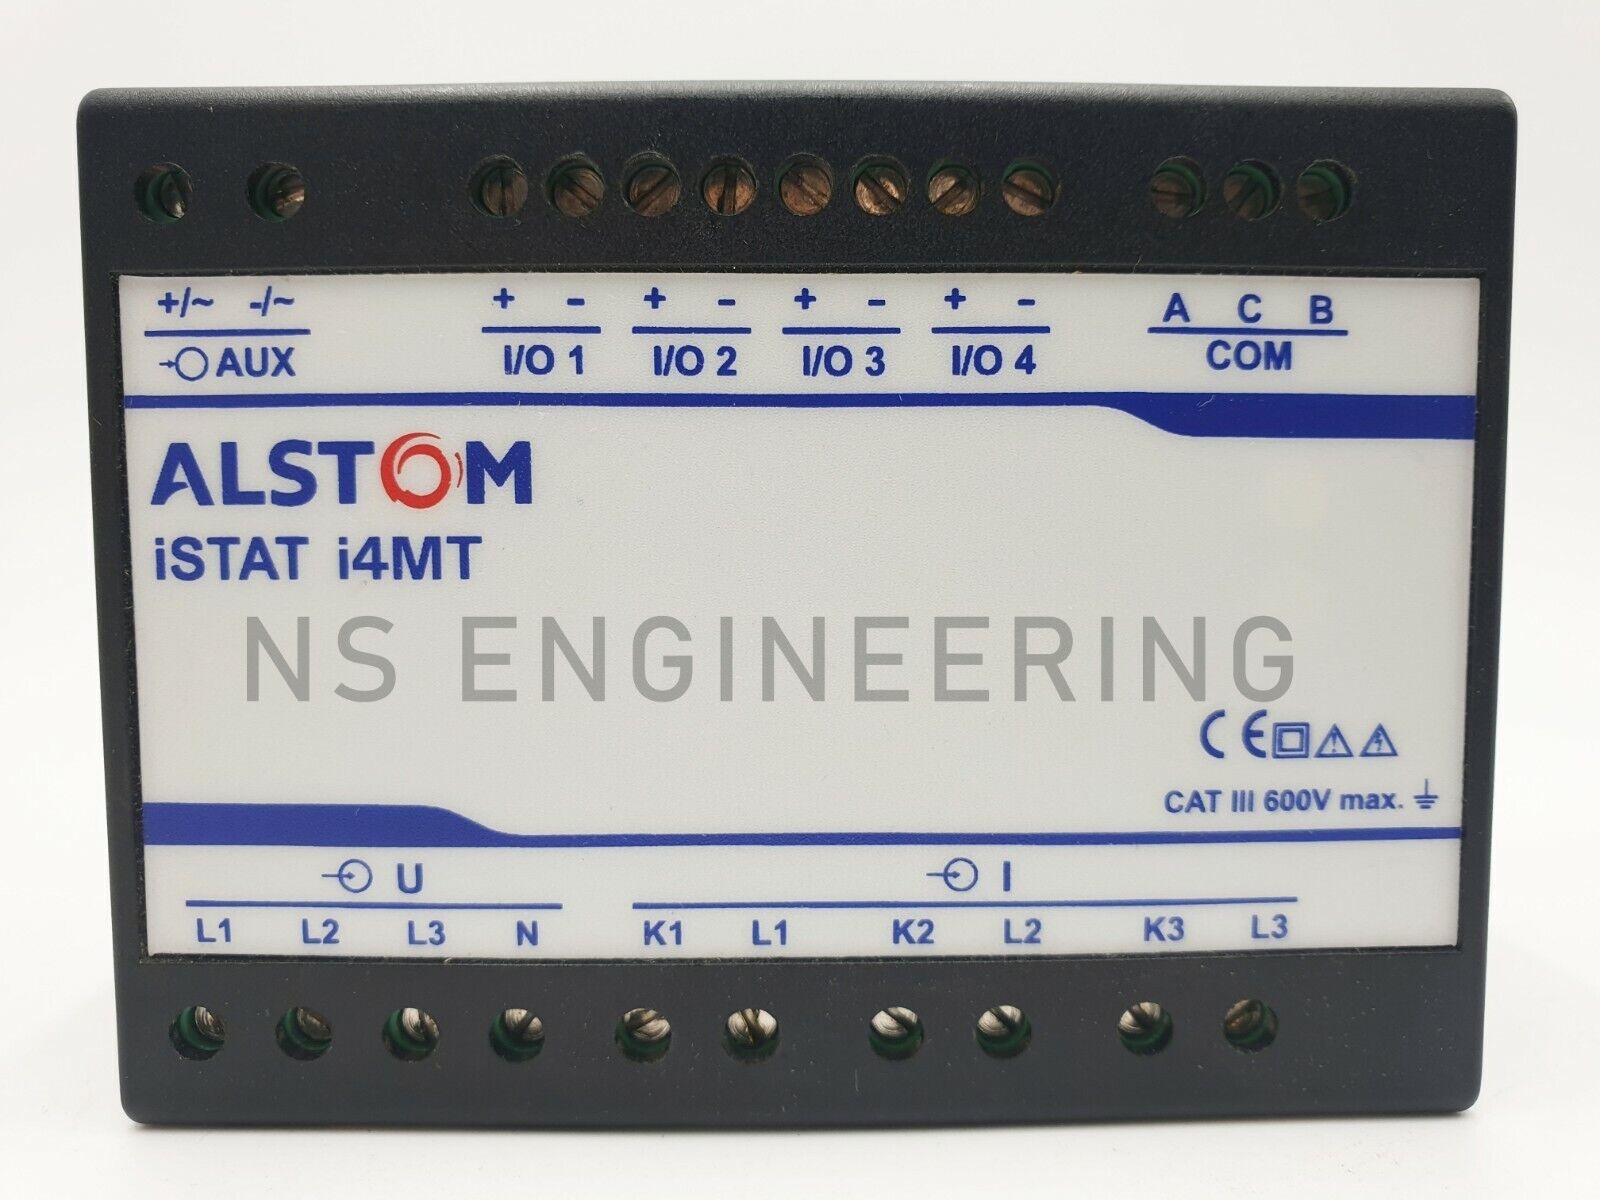 +/~ -/~ + - + - + - + - A C B
AUX I/O 1 I/O 2 I/O 3 I/O 4 COM
ALSTOM
iSTAT i4MT
NS ENGINEERING
CE
CAT III 600V max.
U I
L1 L2 L3 N K1 L1 K2 L2 K3 L3